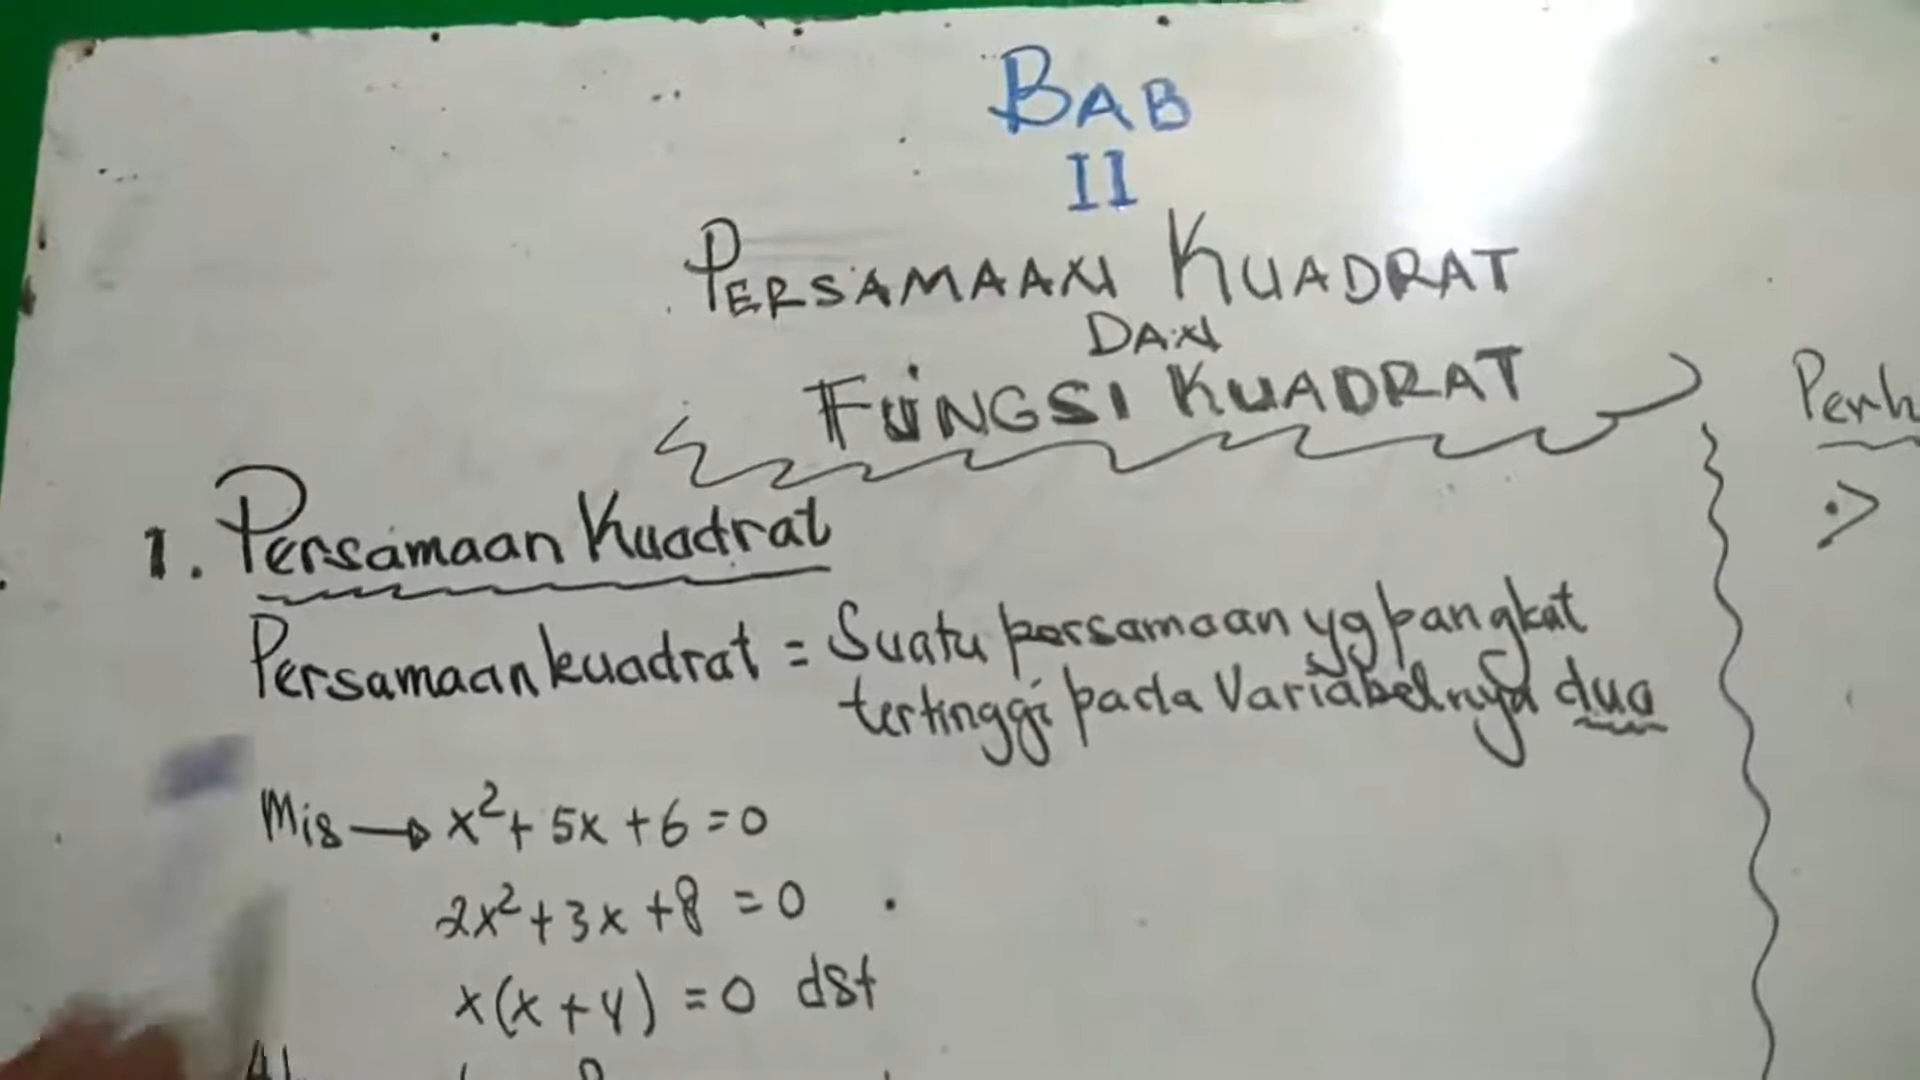 BAB
II
PERSAMAAN KUADRAT
DAN
FUNGSI KUADRAT
1. Persamaan Kuadrat
Persamaan kuadrat = Suatu persamaan yg pangkat
tertinggi pada Variabelnya dua
Mis → x²+ 5x + 6 = 0
2x² + 3x + 8 = 0
x(x + 4) = 0 dst